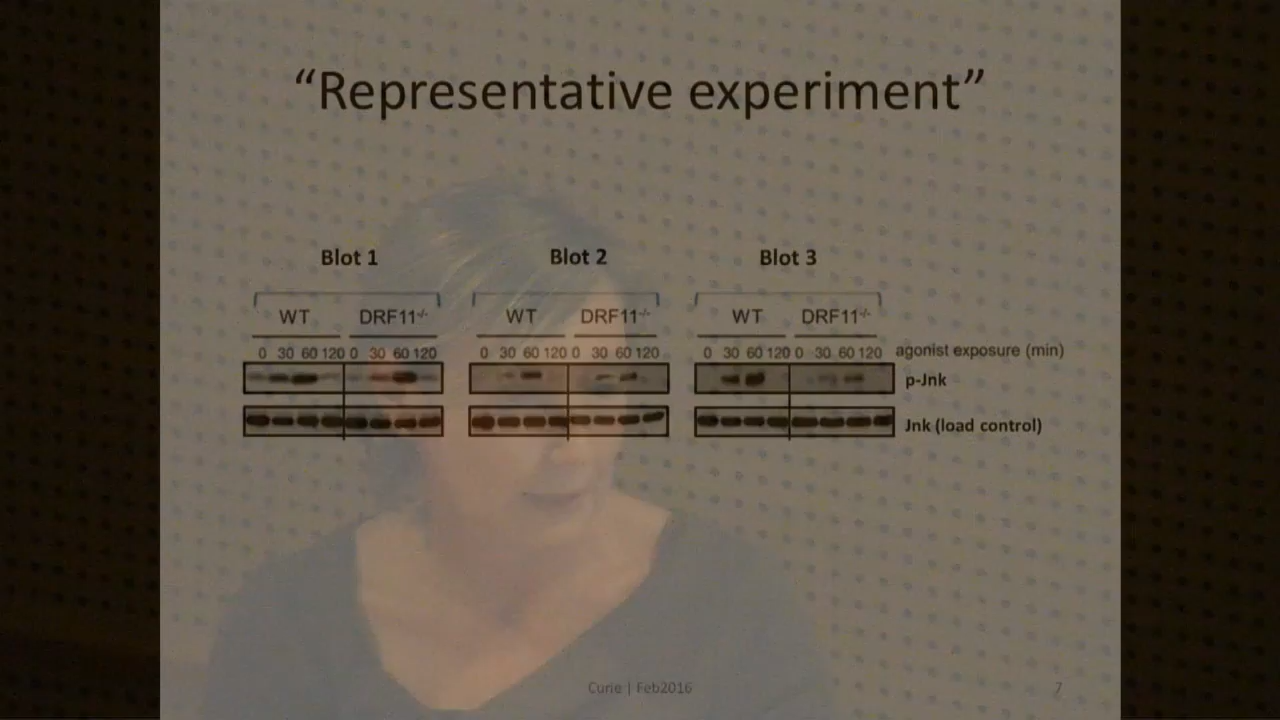 “Representative experiment”
Blot 1
Blot 2
Blot 3
WT DRF11-/-
WT DRF11-/-
WT DRF11-/-
0 30 60 120 0 30 60 120
0 30 60 120 0 30 60 120
0 30 60 120 0 30 60 120
agonist exposure (min)
p-Jnk
Jnk (load control)
Curie | Feb2016
7